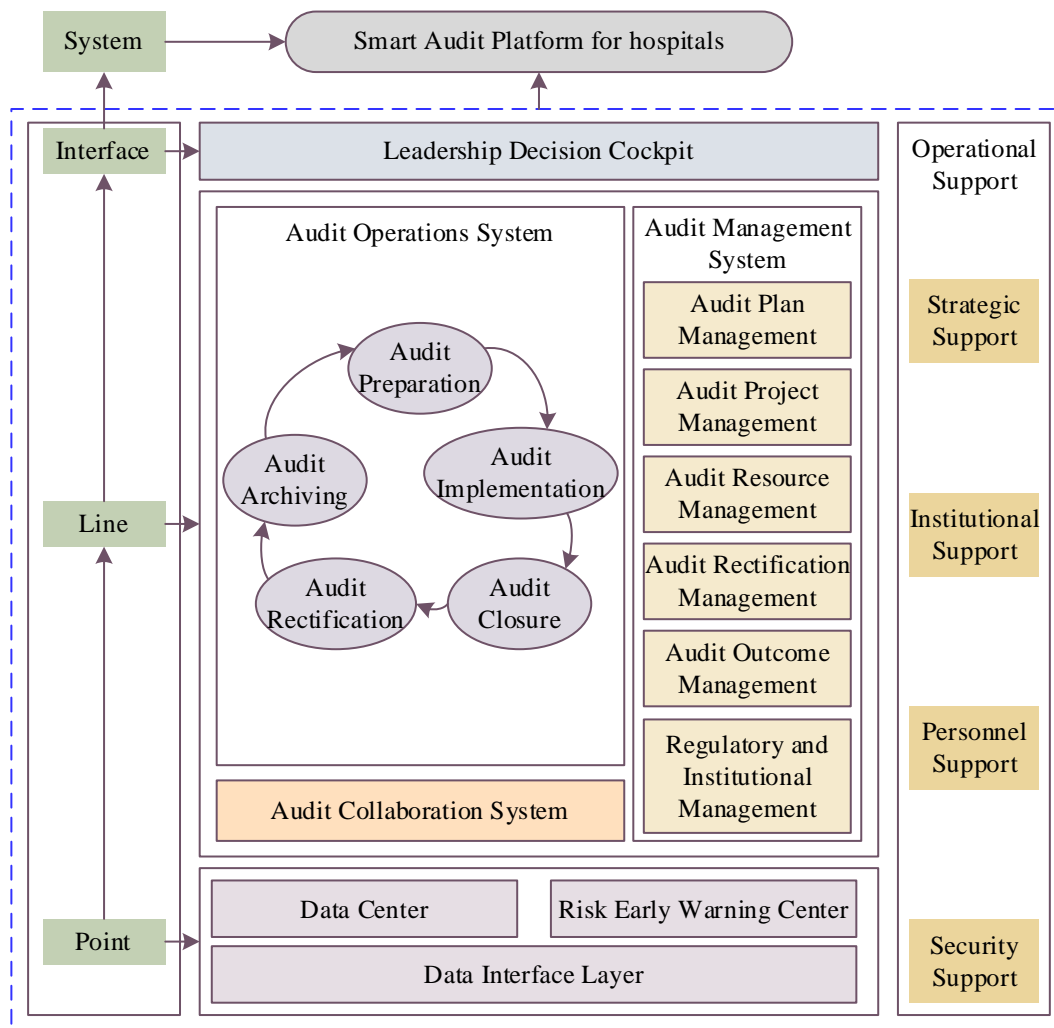 System
Smart Audit Platform for hospitals
Interface
Leadership Decision Cockpit
Operational
Support
Audit Operations System
Audit Management
System
Audit
Preparation
Audit
Implementation
Audit
Closure
Audit
Rectification
Audit
Archiving
Audit Plan
Management
Audit Project
Management
Audit Resource
Management
Audit Rectification
Management
Audit Outcome
Management
Regulatory and
Institutional
Management
Strategic
Support
Line
Institutional
Support
Audit Collaboration System
Personnel
Support
Data Center
Risk Early Warning Center
Point
Data Interface Layer
Security
Support